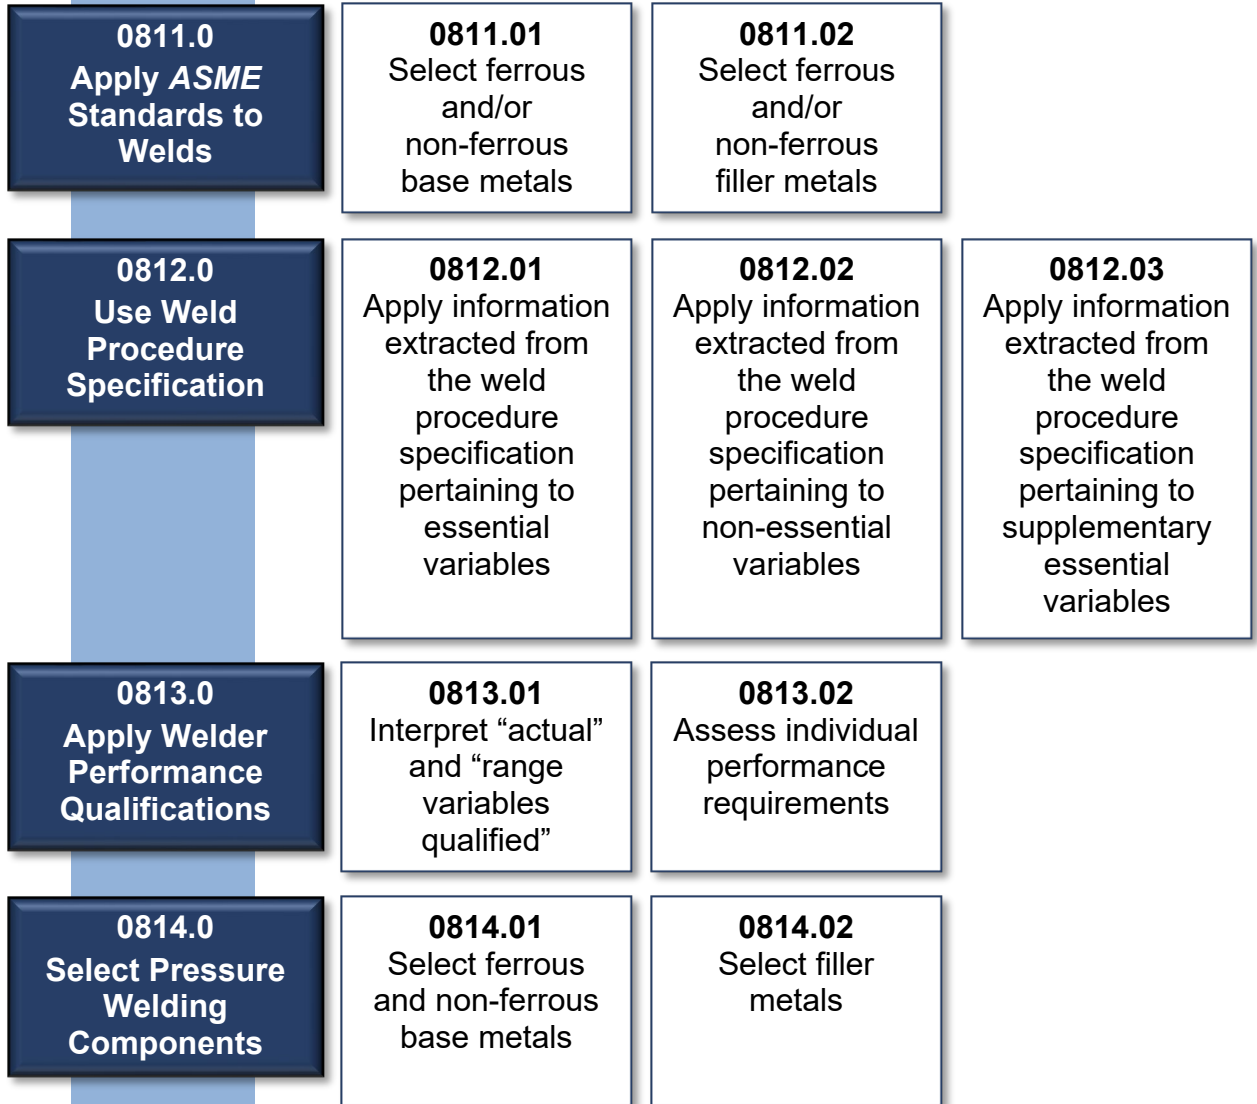 0811.0
Apply ASME
Standards to
Welds
0811.01
Select ferrous
and/or
non-ferrous
base metals
0811.02
Select ferrous
and/or
non-ferrous
filler metals
0812.0
Use Weld
Procedure
Specification
0812.01
Apply information
extracted from
the weld
procedure
specification
pertaining to
essential
variables
0812.02
Apply information
extracted from
the weld
procedure
specification
pertaining to
non-essential
variables
0812.03
Apply information
extracted from
the weld
procedure
specification
pertaining to
supplementary
essential
variables
0813.0
Apply Welder
Performance
Qualifications
0813.01
Interpret “actual”
and “range
variables
qualified”
0813.02
Assess individual
performance
requirements
0814.0
Select Pressure
Welding
Components
0814.01
Select ferrous
and non-ferrous
base metals
0814.02
Select filler
metals